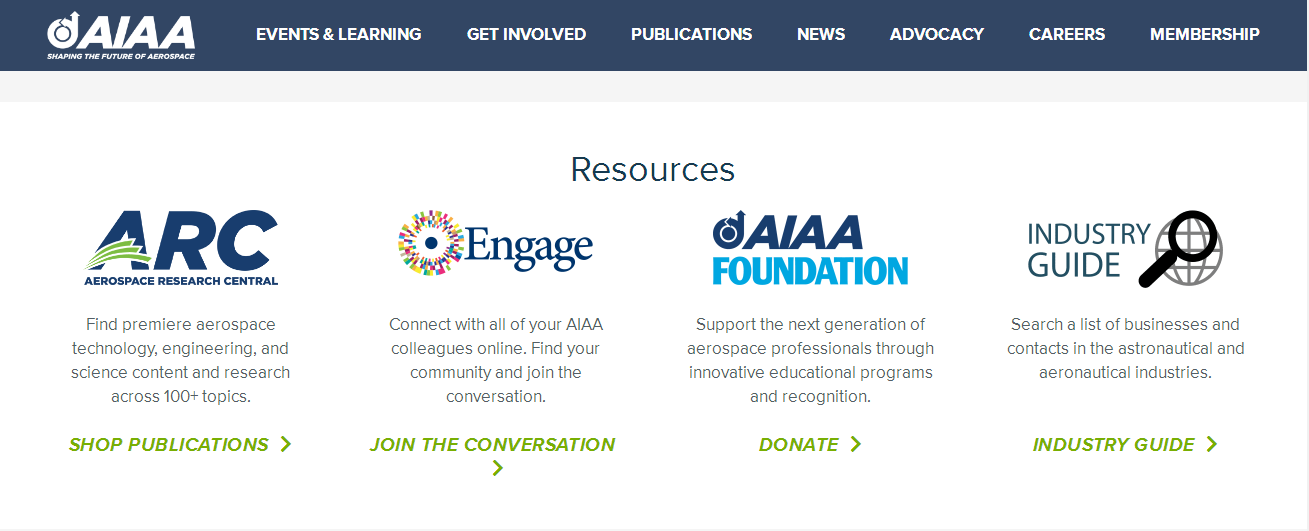 AIAA
SHAPING THE FUTURE OF AEROSPACE
EVENTS & LEARNING
GET INVOLVED
PUBLICATIONS
NEWS
ADVOCACY
CAREERS
MEMBERSHIP
Resources
ARC
AEROSPACE RESEARCH CENTRAL
Find premiere aerospace
technology, engineering, and
science content and research
across 100+ topics.
SHOP PUBLICATIONS
Engage
Connect with all of your AIAA
colleagues online. Find your
community and join the
conversation.
JOIN THE CONVERSATION
AIAA
FOUNDATION
Support the next generation of
aerospace professionals through
innovative educational programs
and recognition.
DONATE
INDUSTRY
GUIDE
Search a list of businesses and
contacts in the astronautical and
aeronautical industries.
INDUSTRY GUIDE